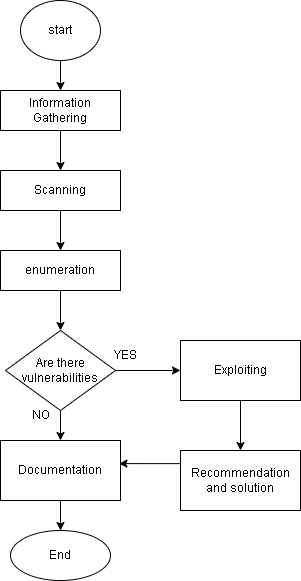 start
Information
Gathering
Scanning
enumeration
Are there
vulnerabilities
YES
Exploiting
NO
Documentation
Recommendation
and solution
End